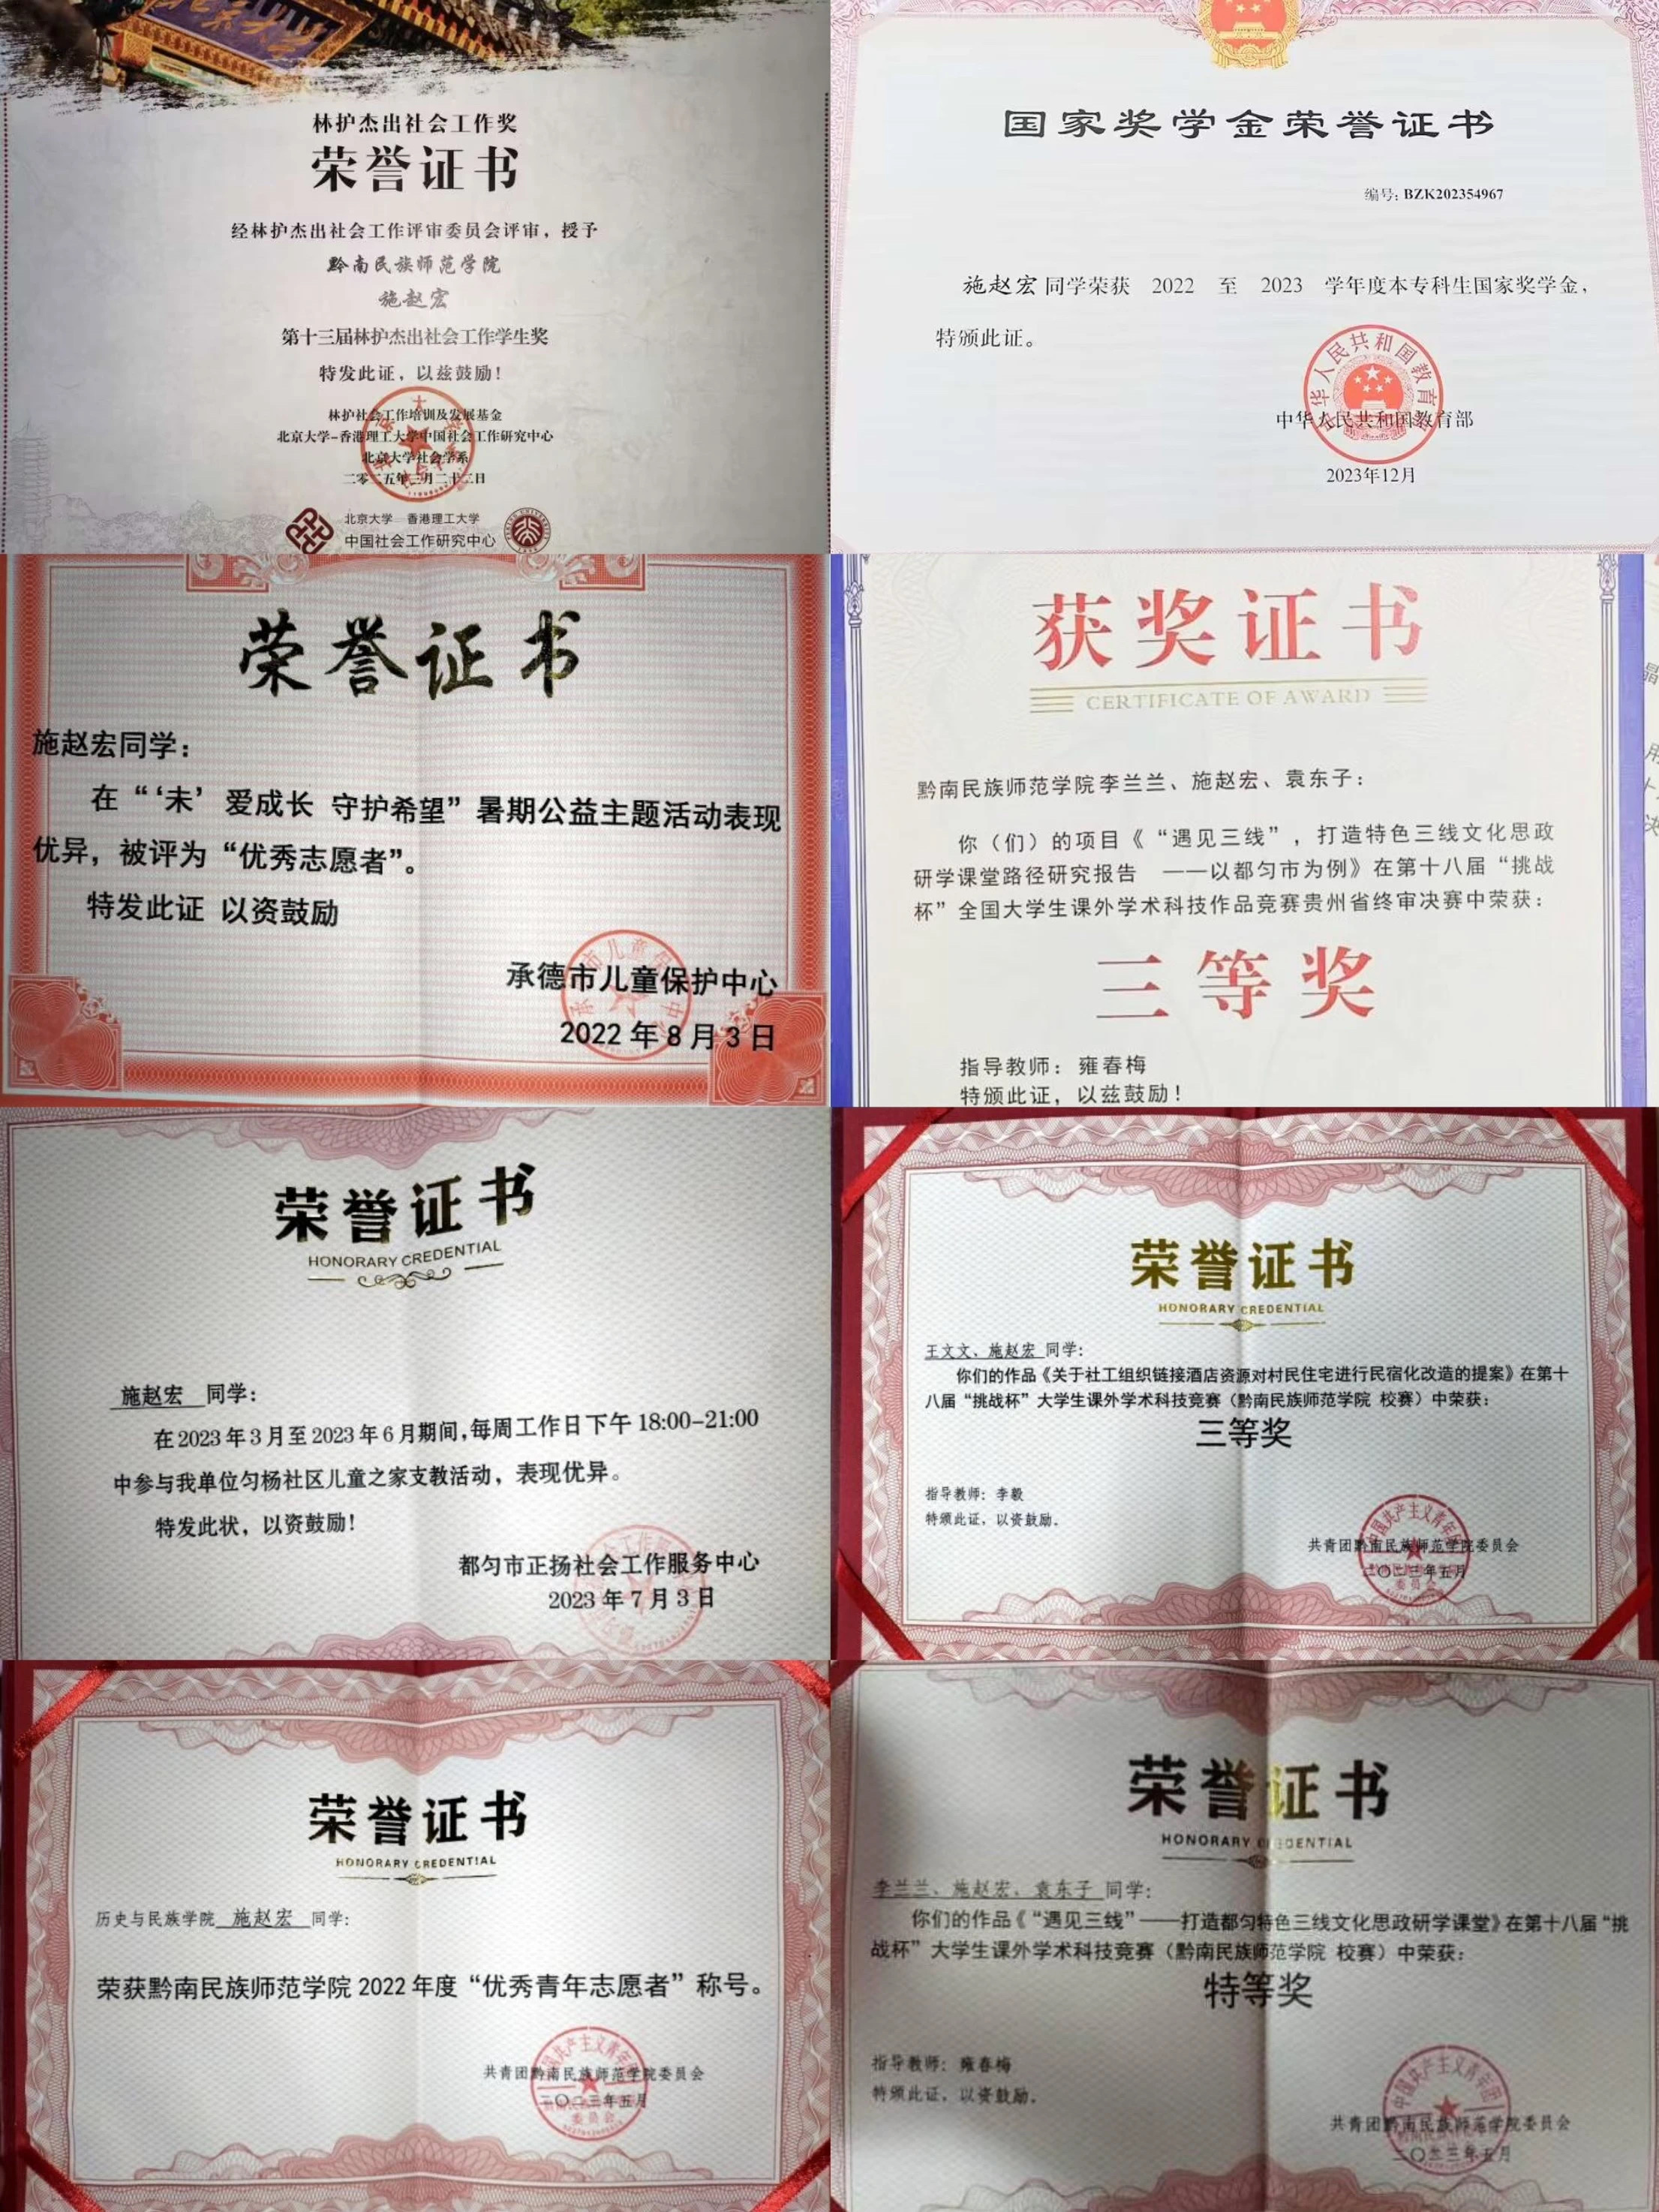 林护杰出社会工作奖
荣誉证书
经林护杰出社会工作评审委员会评审，授予
黔南民族师范学院
施赵宏
第十三届林护杰出社会工作学生奖
特发此证，以兹鼓励！
林护社会工作培训及发展基金
北京大学-香港理工大学中国社会工作研究中心
北京大学社会学系
二零二五年三月二十二日
北京大学 香港理工大学
中国社会工作研究中心
国家奖学金荣誉证书
编号: BZK202354967
施赵宏同学荣获 2022 至 2023 学年度本专科生国家奖学金，
特颁此证。
中华人民共和国教育部
2023年12月
荣誉证书
施赵宏同学：
在“‘未’爱成长 守护希望”暑期公益主题活动表现
优异，被评为“优秀志愿者”。
特发此证 以资鼓励
承德市儿童保护中心
2022年8月3日
获奖证书
CERTIFICATE OF AWARD
黔南民族师范学院李兰兰、施赵宏、袁东子：
你（们）的项目《“遇见三线”，打造特色三线文化思政
研学课堂路径研究报告 ——以都匀市为例》在第十八届“挑战
杯”全国大学生课外学术科技作品竞赛贵州省终审决赛中荣获：
三等奖
指导教师：雍春梅
特颁此证，以兹鼓励！
荣誉证书
HONORARY CREDENTIAL
施赵宏 同学：
在2023年3月至2023年6月期间,每周工作日下午18:00-21:00
中参与我单位匀杨社区儿童之家支教活动，表现优异。
特发此状，以资鼓励！
都匀市正扬社会工作服务中心
2023年7月3日
荣誉证书
HONORARY CREDENTIAL
王文文、施赵宏 同学：
你们的作品《关于社工组织链接酒店资源对村民住宅进行民宿化改造的提案》在第十
八届“挑战杯”大学生课外学术科技竞赛（黔南民族师范学院 校赛）中荣获：
三等奖
指导教师：李毅
特颁此证，以资鼓励。
共青团黔南民族师范学院委员会
二〇二三年五月
荣誉证书
HONORARY CREDENTIAL
历史与民族学院 施赵宏 同学：
荣获黔南民族师范学院2022年度“优秀青年志愿者”称号。
共青团黔南民族师范学院委员会
二〇二三年五月
荣誉证书
HONORARY CREDENTIAL
李兰兰、施赵宏、袁东子 同学：
你们的作品《“遇见三线”——打造都匀特色三线文化思政研学课堂》在第十八届“挑
战杯”大学生课外学术科技竞赛（黔南民族师范学院 校赛）中荣获：
特等奖
指导教师：雍春梅
特颁此证，以资鼓励。
共青团黔南民族师范学院委员会
二〇二三年五月